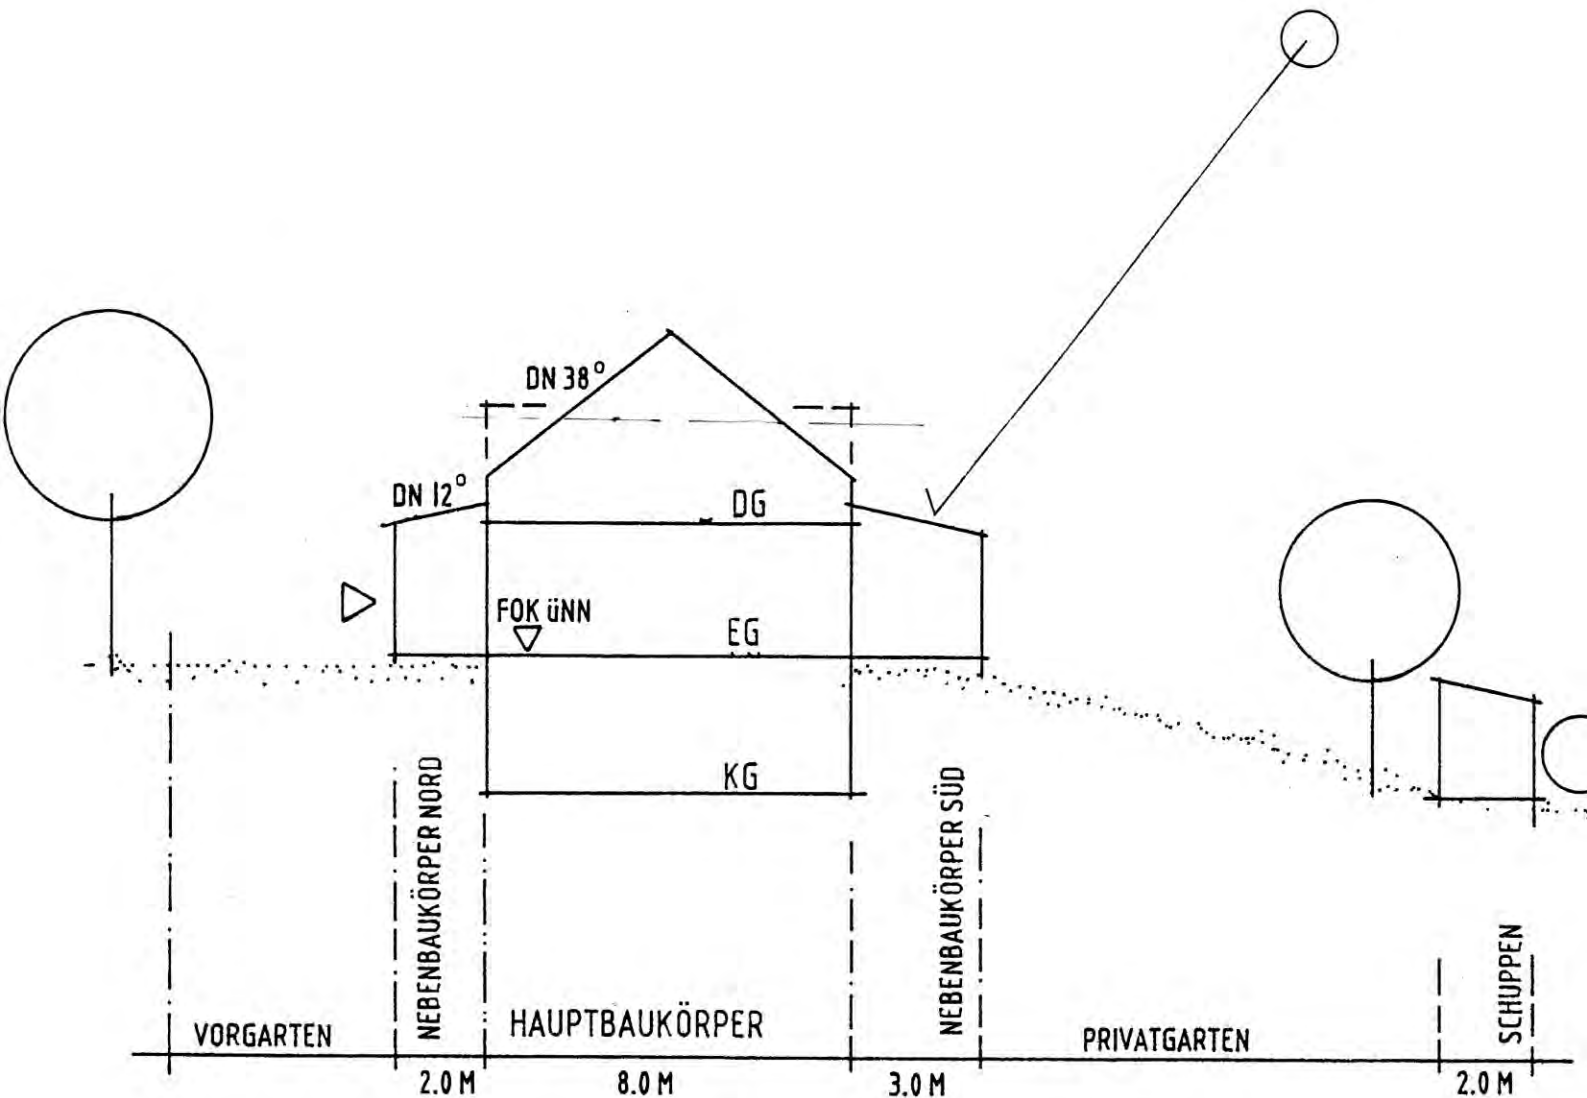 DN 38°
DN 12°
DG
FOK üNN
EG
KG
NEBENBAUKÖRPER NORD
NEBENBAUKÖRPER SÜD
SCHUPPEN
VORGARTEN
HAUPTBAUKÖRPER
PRIVATGARTEN
2.0 M
8.0 M
3.0 M
2.0 M